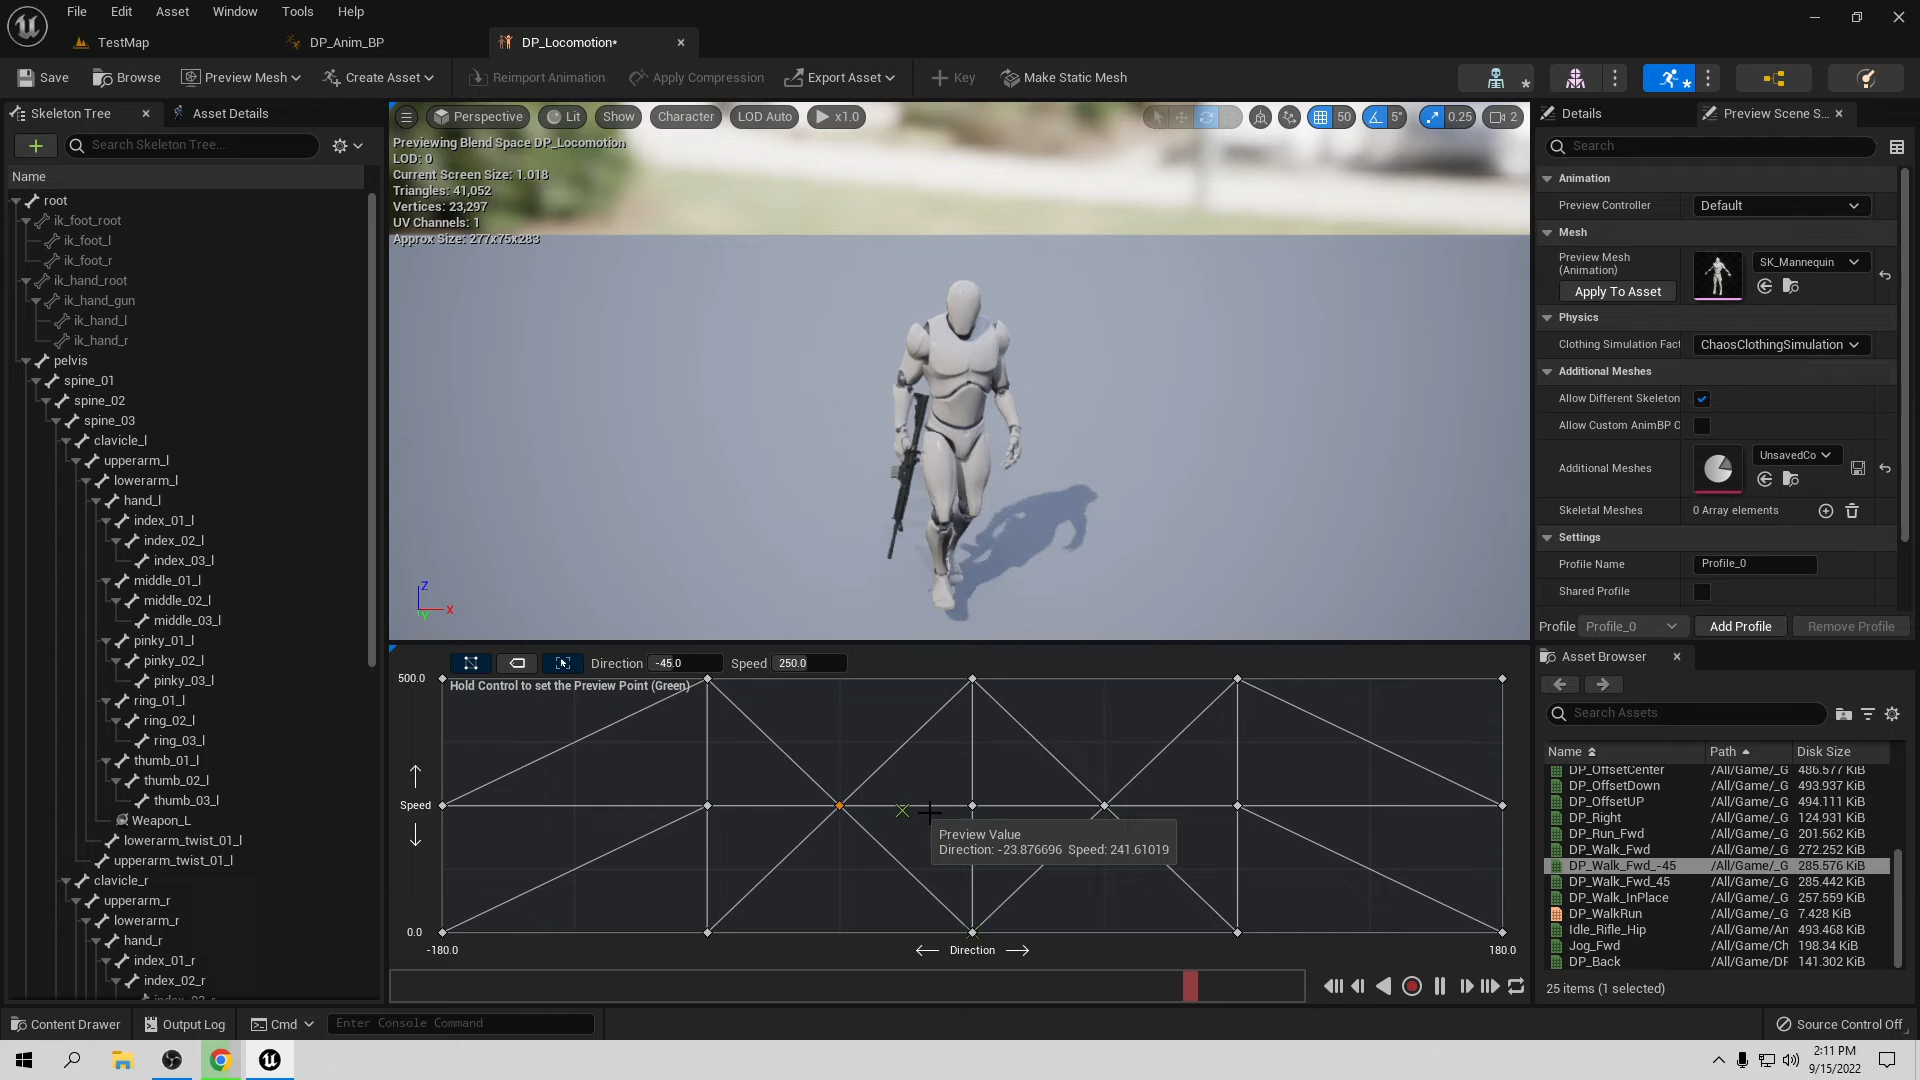 File Edit Asset Window Tools Help
TestMap DP_Anim_BP DP_Locomotion*
Save Browse Preview Mesh Create Asset Reimport Animation Apply Compression Export Asset Key Make Static Mesh
Skeleton Tree Asset Details
Search Skeleton Tree...
Name
root
ik_foot_root
ik_foot_l
ik_foot_r
ik_hand_root
ik_hand_gun
ik_hand_l
ik_hand_r
pelvis
spine_01
spine_02
spine_03
clavicle_l
upperarm_l
lowerarm_l
hand_l
index_01_l
index_02_l
index_03_l
middle_01_l
middle_02_l
middle_03_l
pinky_01_l
pinky_02_l
pinky_03_l
ring_01_l
ring_02_l
ring_03_l
thumb_01_l
thumb_02_l
thumb_03_l
Weapon_L
lowerarm_twist_01_l
upperarm_twist_01_l
clavicle_r
upperarm_r
lowerarm_r
hand_r
index_01_r
index_02_r
Perspective Lit Show Character LOD Auto x1.0 50 5° 0.25 2
Previewing Blend Space DP_Locomotion
LOD: 0
Current Screen Size: 1.018
Triangles: 41,052
Vertices: 23,297
UV Channels: 1
Approx Size: 277x75x283
Z
X
Y
Direction -45.0 Speed 250.0
500.0
Hold Control to set the Preview Point (Green)
Speed
Preview Value
Direction: -23.876696 Speed: 241.61019
0.0
-180.0 Direction 180.0
Details Preview Scene S...
Search
Animation
Preview Controller Default
Mesh
Preview Mesh
(Animation)
SK_Mannequin
Apply To Asset
Physics
Clothing Simulation Fact ChaosClothingSimulation
Additional Meshes
Allow Different Skeleton
Allow Custom AnimBP O
Additional Meshes UnsavedCo
Skeletal Meshes 0 Array elements
Settings
Profile Name Profile_0
Shared Profile
Profile Profile_0 Add Profile Remove Profile
Asset Browser
Search Assets
Name Path Disk Size
DP_OffsetCenter /All/Game/_G 486.577 KiB
DP_OffsetDown /All/Game/_G 493.937 KiB
DP_OffsetUP /All/Game/_G 494.111 KiB
DP_Right /All/Game/_G 124.931 KiB
DP_Run_Fwd /All/Game/_G 201.562 KiB
DP_Walk_Fwd /All/Game/_G 272.252 KiB
DP_Walk_Fwd_-45 /All/Game/_G 285.576 KiB
DP_Walk_Fwd_45 /All/Game/_G 285.442 KiB
DP_Walk_InPlace /All/Game/_G 257.559 KiB
DP_WalkRun /All/Game/_G 7.428 KiB
Idle_Rifle_Hip /All/Game/An 493.468 KiB
Jog_Fwd /All/Game/Ch 198.34 KiB
DP_Back /All/Game/DP 141.302 KiB
25 items (1 selected)
Content Drawer Output Log Cmd Enter Console Command Source Control Off
2:11 PM
9/15/2022